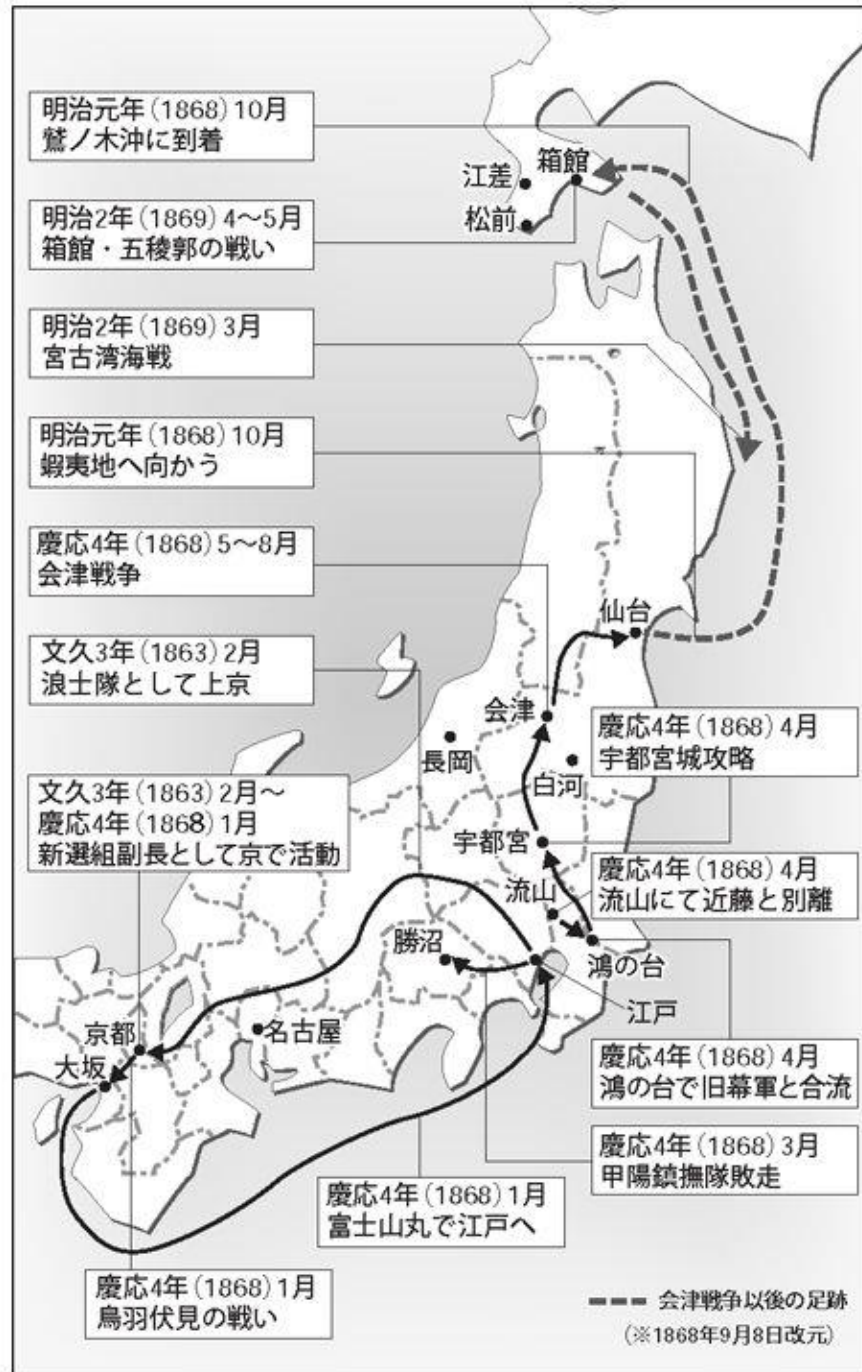 明治元年(1868)10月
鷲ノ木沖に到着
明治2年(1869)4〜5月
箱館・五稜郭の戦い
明治2年(1869)3月
宮古湾海戦
明治元年(1868)10月
蝦夷地へ向かう
慶応4年(1868)5〜8月
会津戦争
文久3年(1863)2月
浪士隊として上京
文久3年(1863)2月〜
慶応4年(1868)1月
新選組副長として京で活動
箱館
江差
松前
仙台
会津
長岡
白河
宇都宮
流山
勝沼
鴻の台
江戸
名古屋
京都
大坂
慶応4年(1868)4月
宇都宮城攻略
慶応4年(1868)4月
流山にて近藤と別離
慶応4年(1868)4月
鴻の台で旧幕軍と合流
慶応4年(1868)3月
甲陽鎮撫隊敗走
慶応4年(1868)1月
富士山丸で江戸へ
慶応4年(1868)1月
鳥羽伏見の戦い
会津戦争以後の足跡
(※1868年9月8日改元)